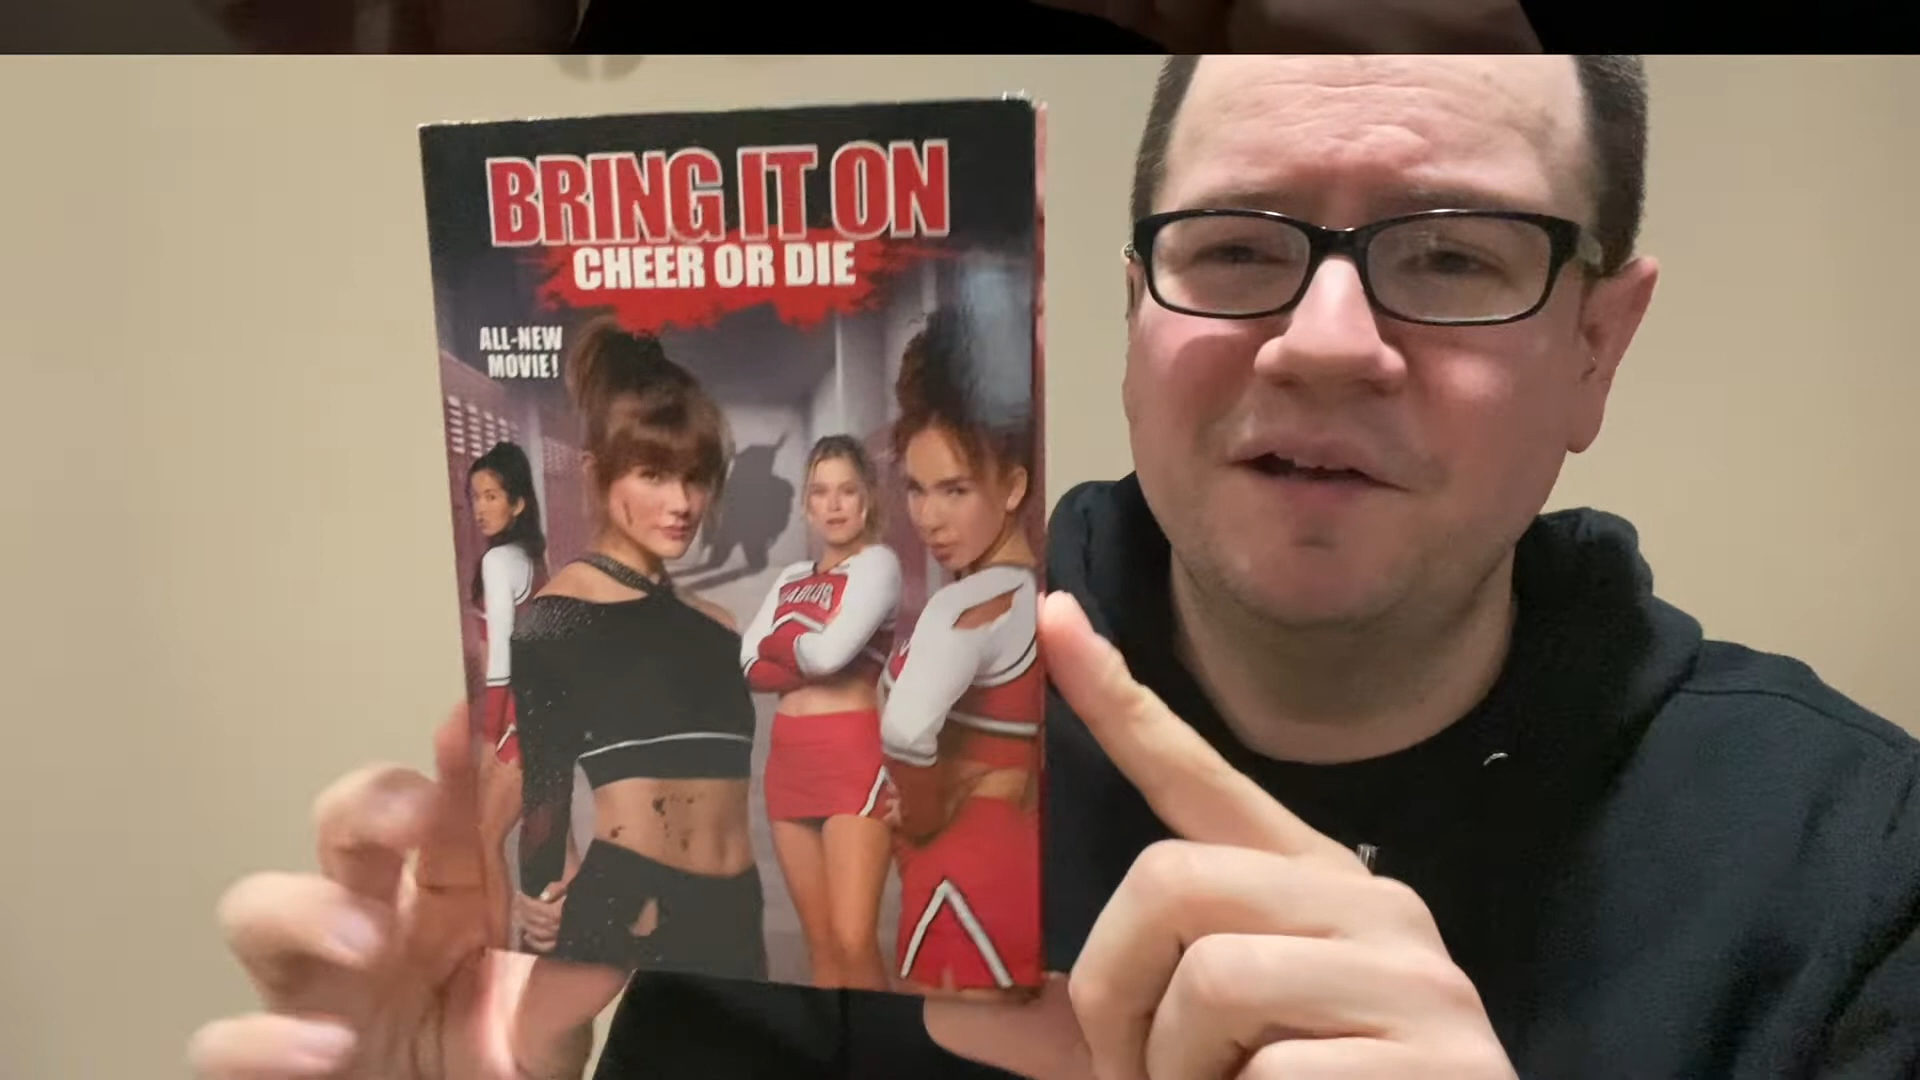 BRING IT ON
CHEER OR DIE
ALL-NEW
MOVIE!